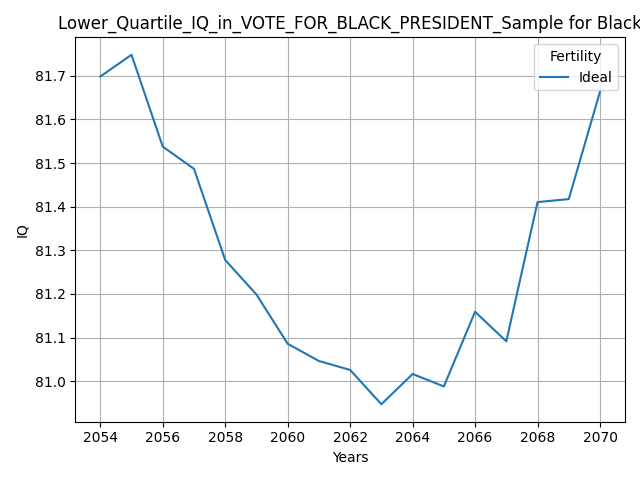 Lower_Quartile_IQ_in_VOTE_FOR_BLACK_PRESIDENT_Sample for Black
Fertility
Ideal
81.7
81.6
81.5
81.4
81.3
81.2
81.1
81.0
IQ
2054 2056 2058 2060 2062 2064 2066 2068 2070
Years